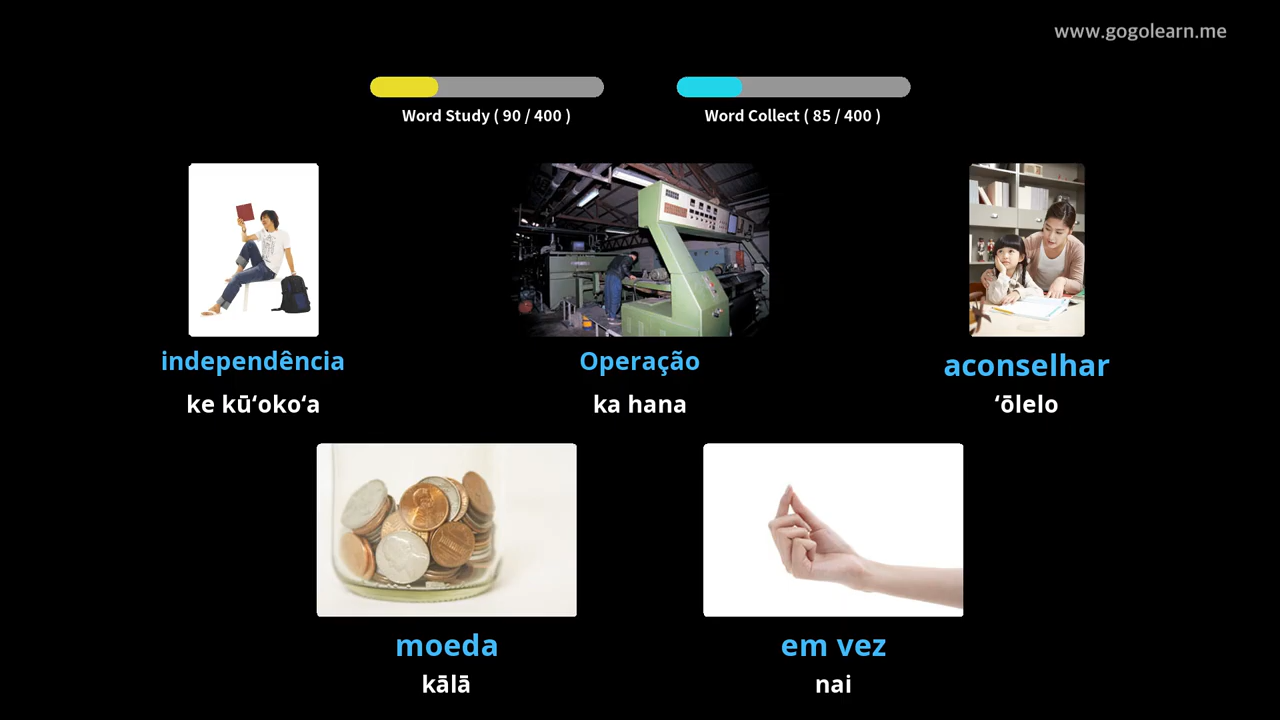 www.gogolearn.me
Word Study ( 90 / 400 )
Word Collect ( 85 / 400 )
independência
ke kūʻokoʻa
Operação
ka hana
aconselhar
ʻōlelo
moeda
kālā
em vez
nai